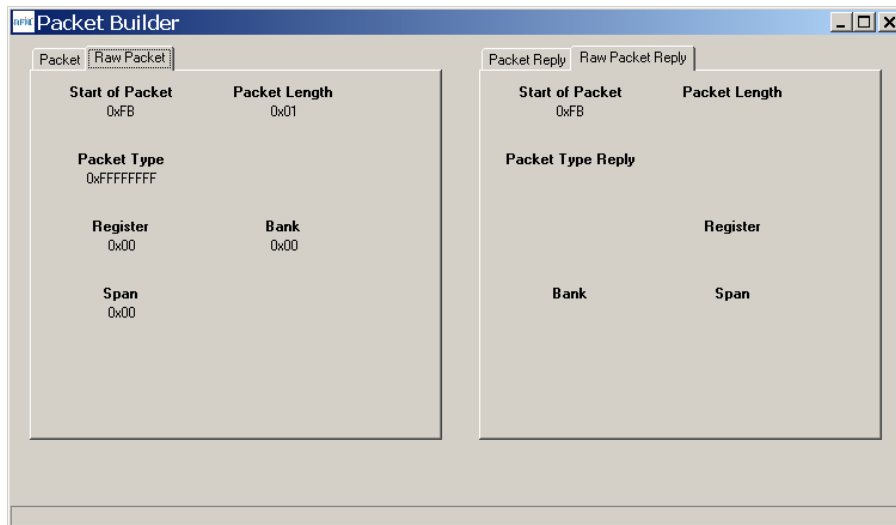 Packet Builder
Packet Raw Packet
Start of Packet Packet Length
0xFB 0x01
Packet Type
0xFFFFFFFF
Register Bank
0x00 0x00
Span
0x00
Packet Reply Raw Packet Reply
Start of Packet Packet Length
0xFB
Packet Type Reply
Register
Bank Span